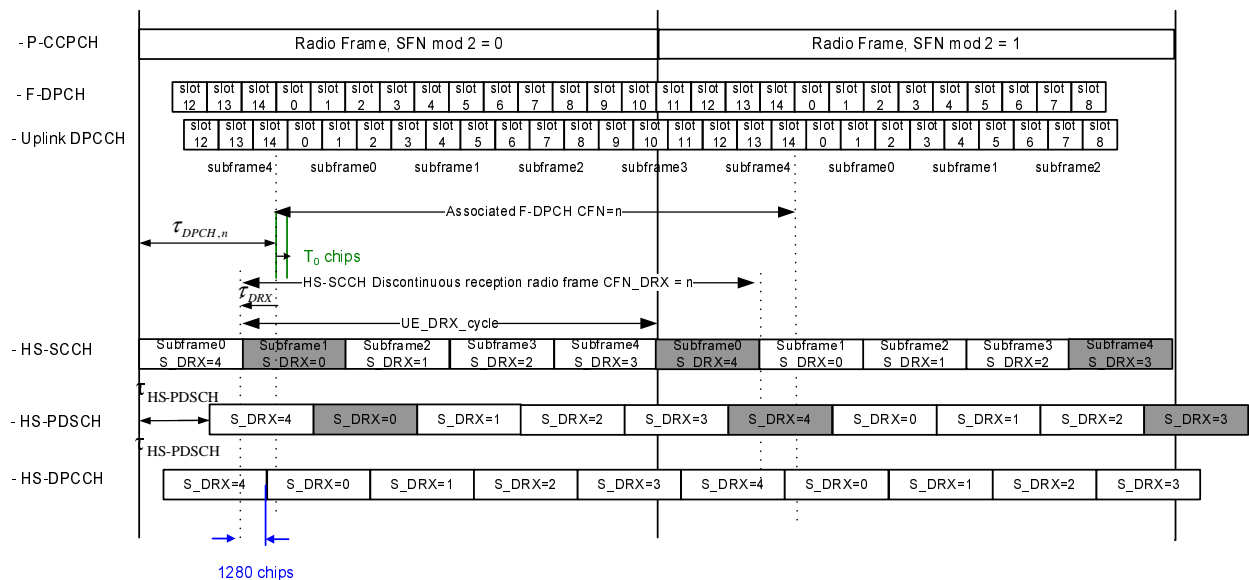 - P-CCPCH
Radio Frame, SFN mod 2 = 0
Radio Frame, SFN mod 2 = 1
- F-DPCH
slot 12 slot 13 slot 14 slot 0 slot 1 slot 2 slot 3 slot 4 slot 5 slot 6 slot 7 slot 8 slot 9 slot 10 slot 11 slot 12 slot 13 slot 14 slot 0 slot 1 slot 2 slot 3 slot 4 slot 5 slot 6 slot 7 slot 8
- Uplink DPCCH
slot 12 slot 13 slot 14 slot 0 slot 1 slot 2 slot 3 slot 4 slot 5 slot 6 slot 7 slot 8 slot 9 slot 10 slot 11 slot 12 slot 13 slot 14 slot 0 slot 1 slot 2 slot 3 slot 4 slot 5 slot 6 slot 7 slot 8
subframe4 subframe0 subframe1 subframe2 subframe3 subframe4 subframe0 subframe1 subframe2
Associated F-DPCH CFN=n
τDPCH,n
T0 chips
HS-SCCH Discontinuous reception radio frame CFN_DRX = n
τDRX
UE_DRX_cycle
- HS-SCCH
Subframe0 Subframe1 Subframe2 Subframe3 Subframe4 Subframe0 Subframe1 Subframe2 Subframe3 Subframe4
S_DRX=4 S_DRX=0 S_DRX=1 S_DRX=2 S_DRX=3 S_DRX=4 S_DRX=0 S_DRX=1 S_DRX=2 S_DRX=3
τHS-PDSCH
- HS-PDSCH
S_DRX=4 S_DRX=0 S_DRX=1 S_DRX=2 S_DRX=3 S_DRX=4 S_DRX=0 S_DRX=1 S_DRX=2 S_DRX=3
τHS-PDSCH
- HS-DPCCH
S_DRX=4 S_DRX=0 S_DRX=1 S_DRX=2 S_DRX=3 S_DRX=4 S_DRX=0 S_DRX=1 S_DRX=2 S_DRX=3
1280 chips